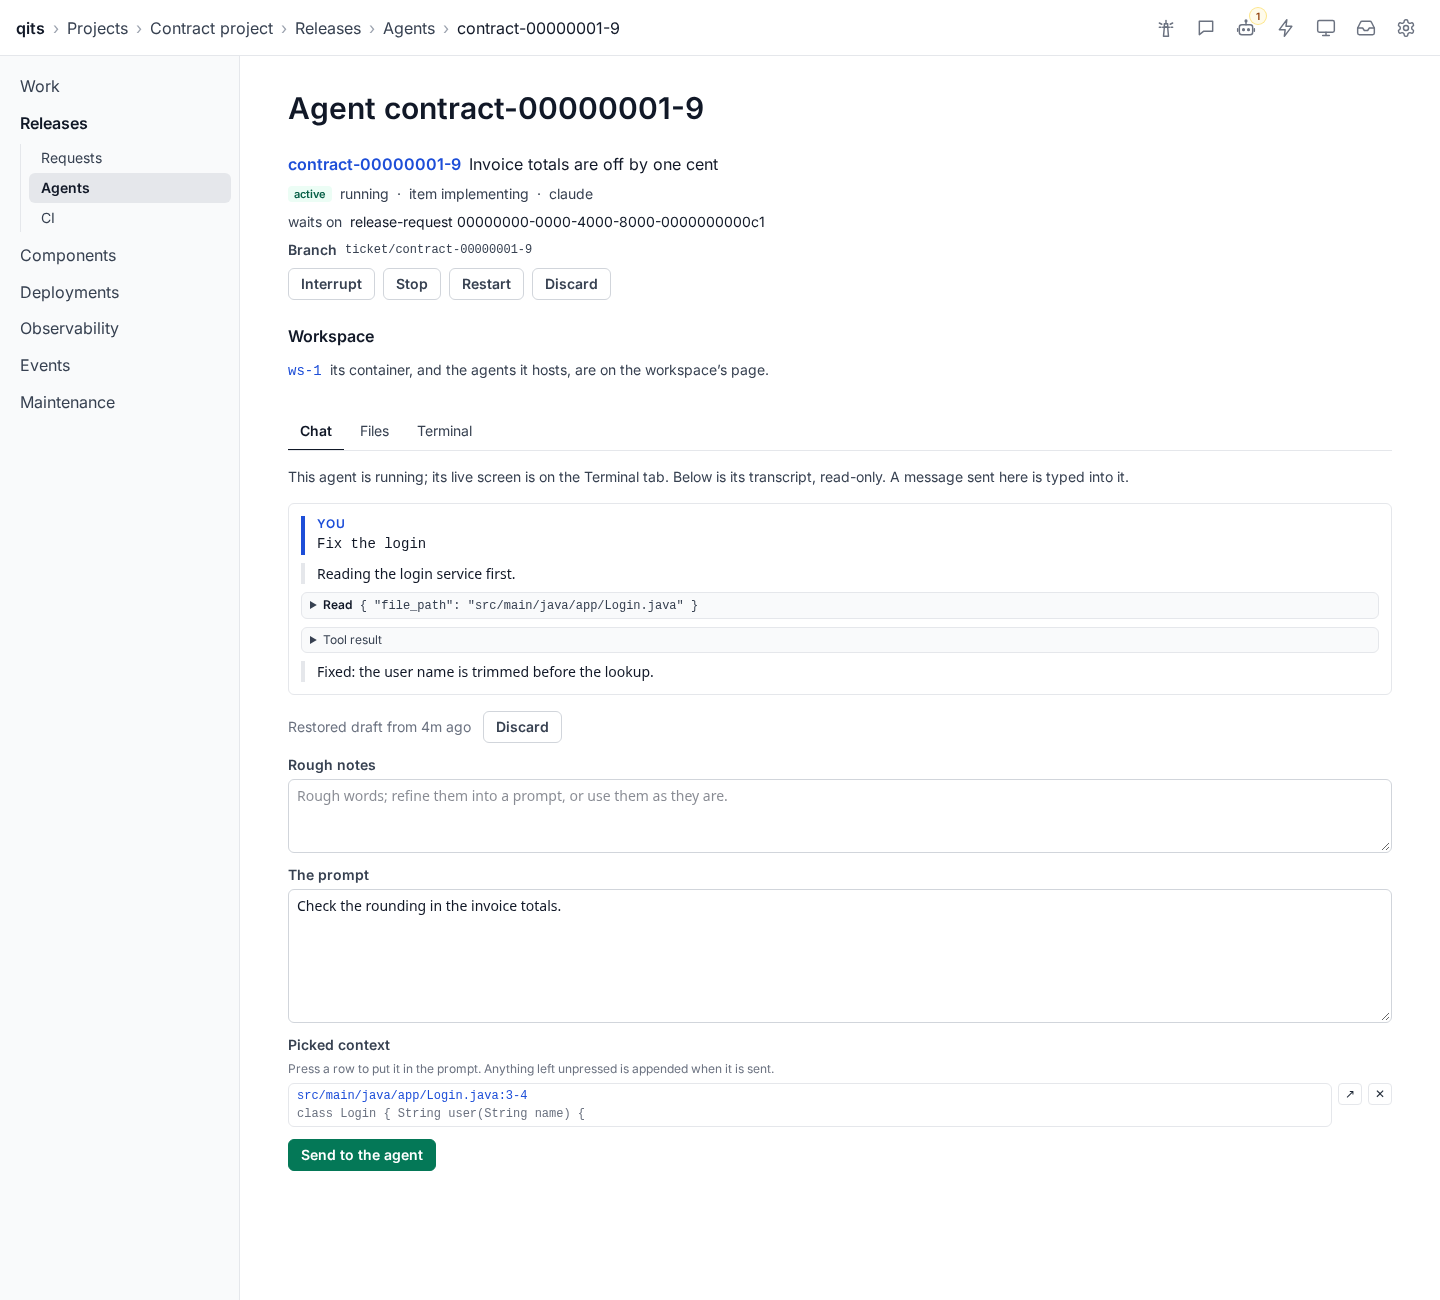 qits › Projects › Contract project › Releases › Agents › contract-00000001-9
1
Work
Releases
Requests
Agents
CI
Components
Deployments
Observability
Events
Maintenance
Agent contract-00000001-9
contract-00000001-9 Invoice totals are off by one cent
active running · item implementing · claude
waits on release-request 00000000-0000-4000-8000-0000000000c1
Branch ticket/contract-00000001-9
Interrupt Stop Restart Discard
Workspace
ws-1 its container, and the agents it hosts, are on the workspace’s page.
Chat Files Terminal
This agent is running; its live screen is on the Terminal tab. Below is its transcript, read-only. A message sent here is typed into it.
YOU
Fix the login
Reading the login service first.
Read { "file_path": "src/main/java/app/Login.java" }
Tool result
Fixed: the user name is trimmed before the lookup.
Restored draft from 4m ago Discard
Rough notes
Rough words; refine them into a prompt, or use them as they are.
The prompt
Check the rounding in the invoice totals.
Picked context
Press a row to put it in the prompt. Anything left unpressed is appended when it is sent.
src/main/java/app/Login.java:3-4
class Login { String user(String name) {
Send to the agent